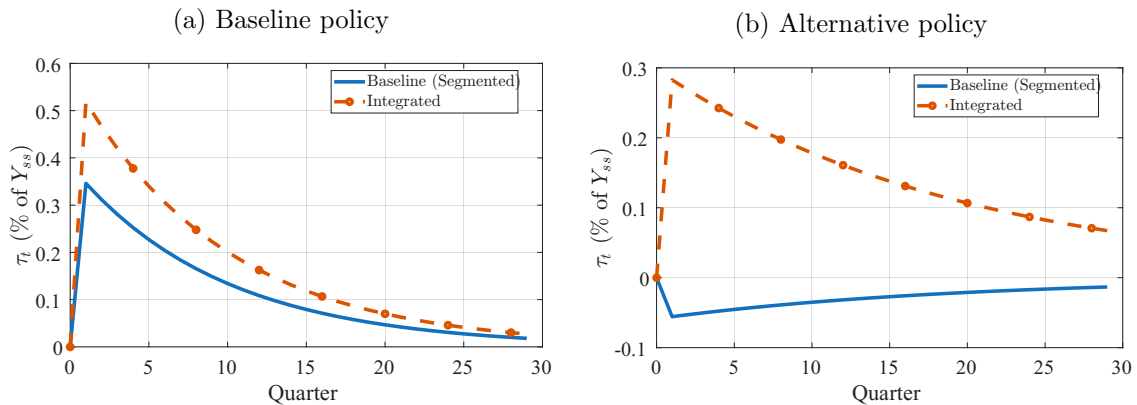 (a) Baseline policy
τt (% of Yss)
0.6
0.5
0.4
0.3
0.2
0.1
0
Baseline (Segmented)
Integrated
0 5 10 15 20 25 30
Quarter
(b) Alternative policy
τt (% of Yss)
0.3
0.2
0.1
0
-0.1
Baseline (Segmented)
Integrated
0 5 10 15 20 25 30
Quarter